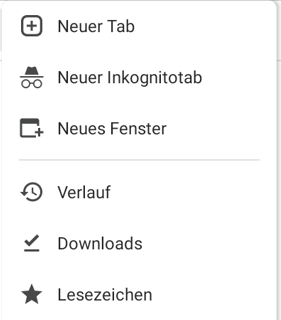 Neuer Tab
Neuer Inkognitotab
Neues Fenster
Verlauf
Downloads
Lesezeichen